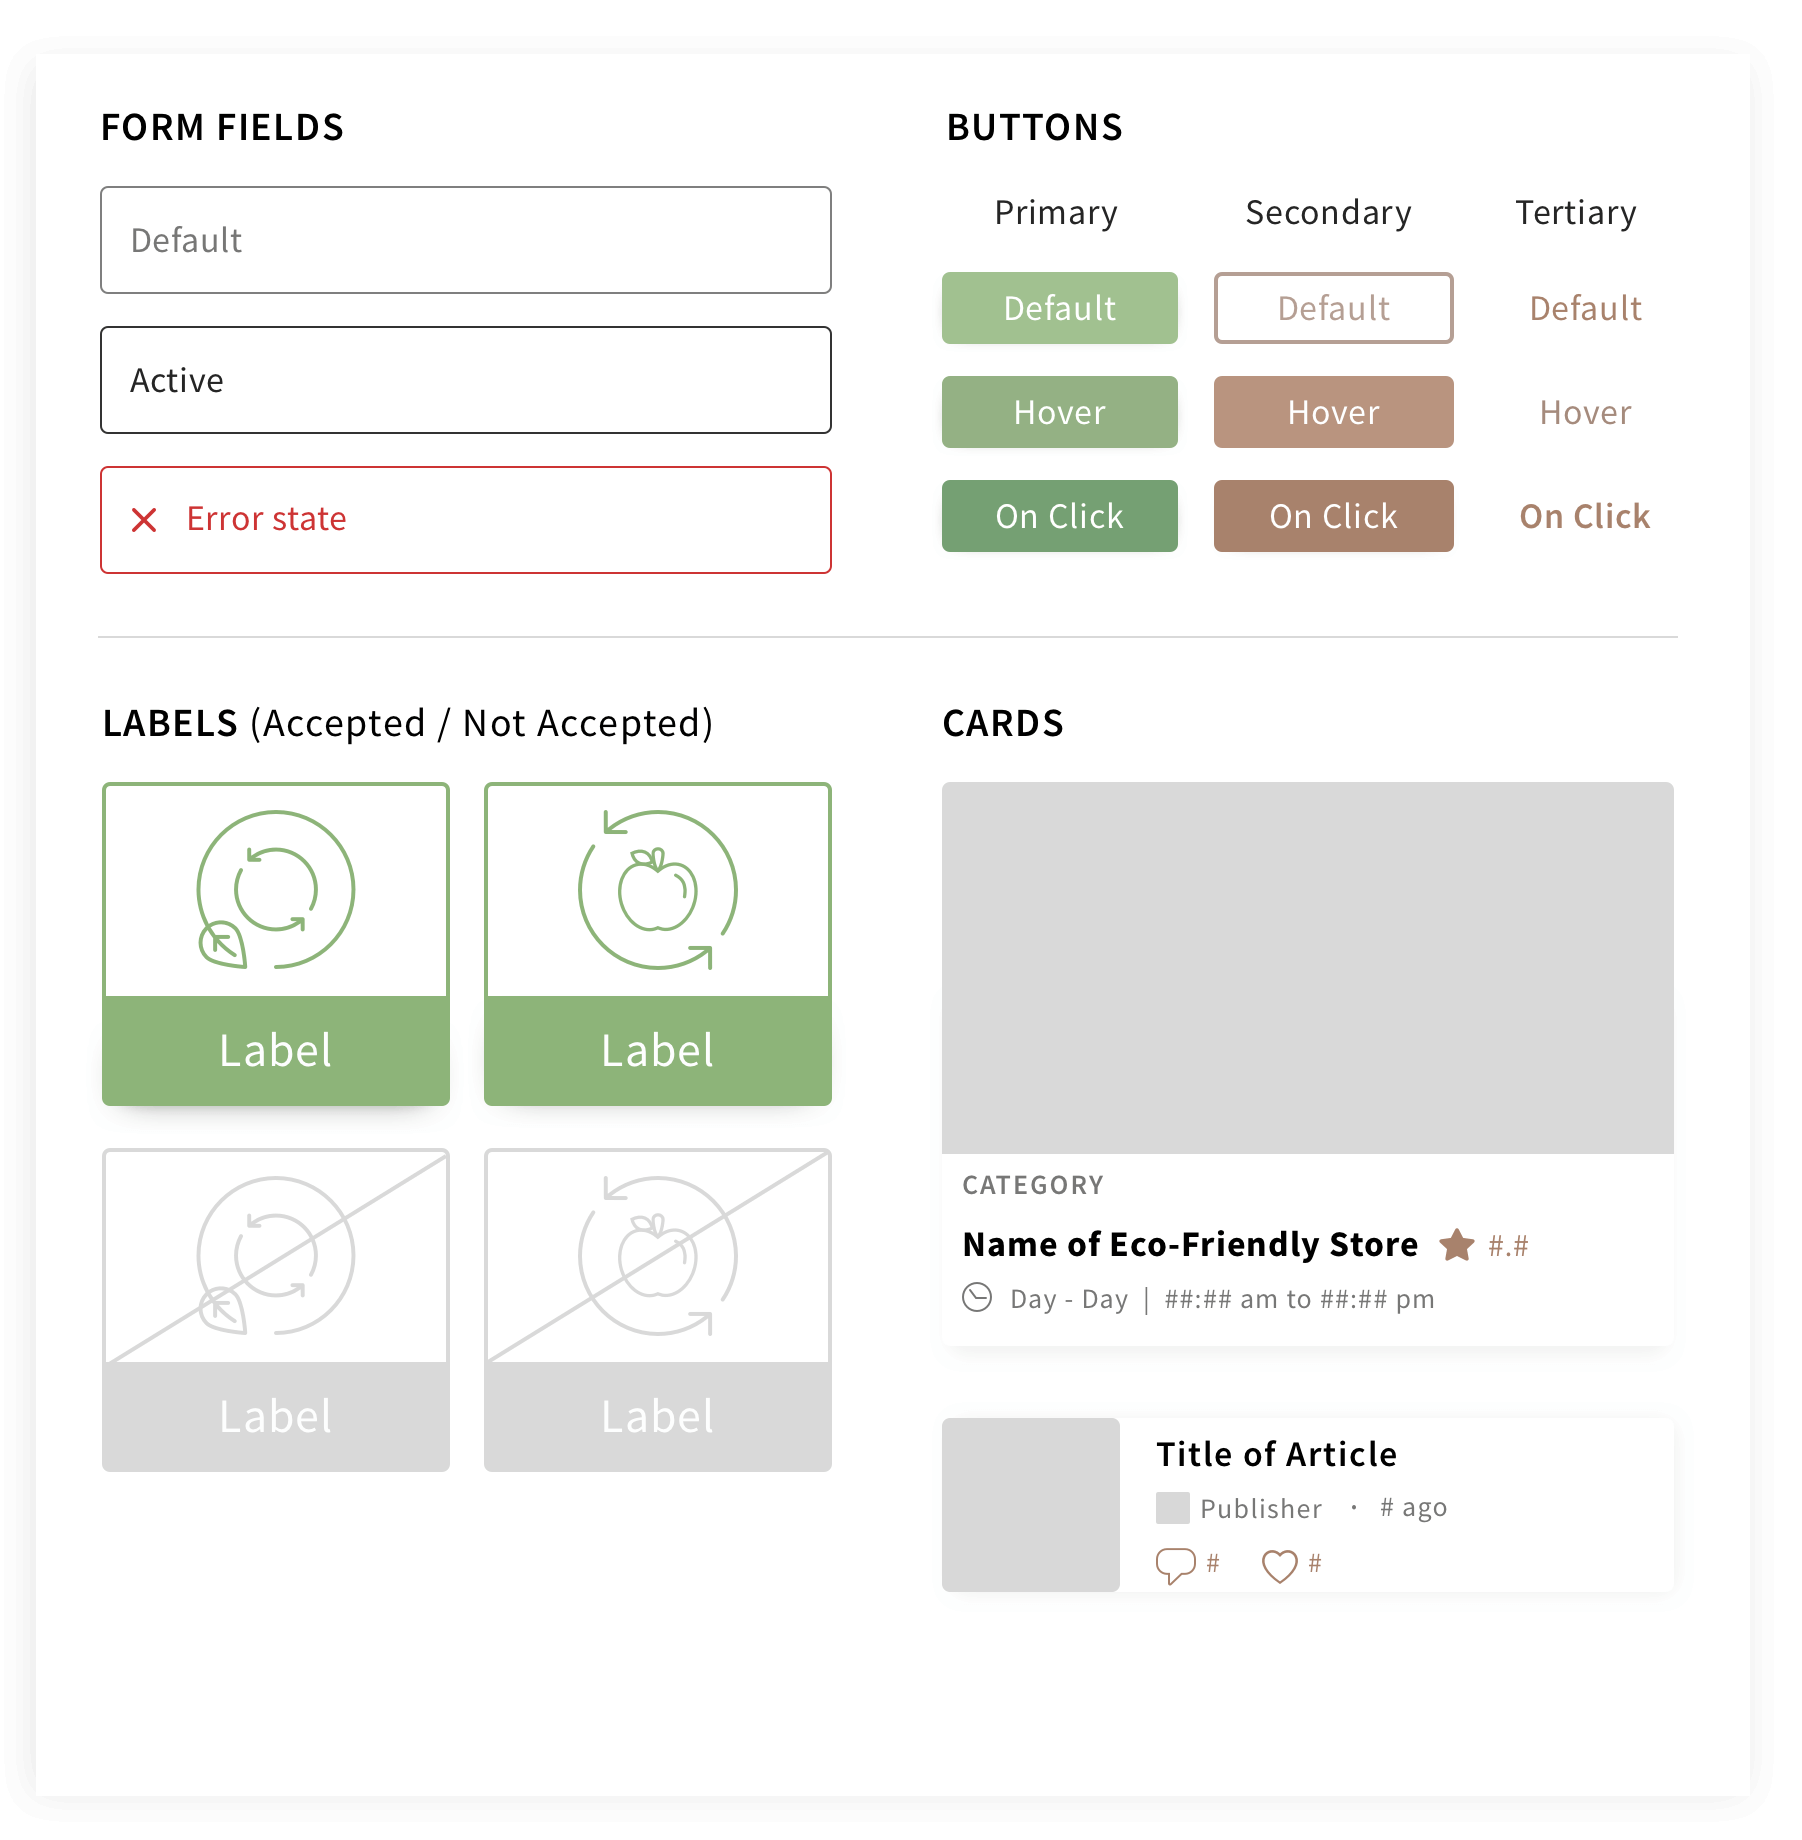 FORM FIELDS
Default
Active
Error state
BUTTONS
Primary Secondary Tertiary
Default Default Default
Hover Hover Hover
On Click On Click On Click
LABELS (Accepted / Not Accepted)
Label Label
Label Label
CARDS
CATEGORY
Name of Eco-Friendly Store #.#
Day - Day | ##:## am to ##:## pm
Title of Article
Publisher · # ago
# #